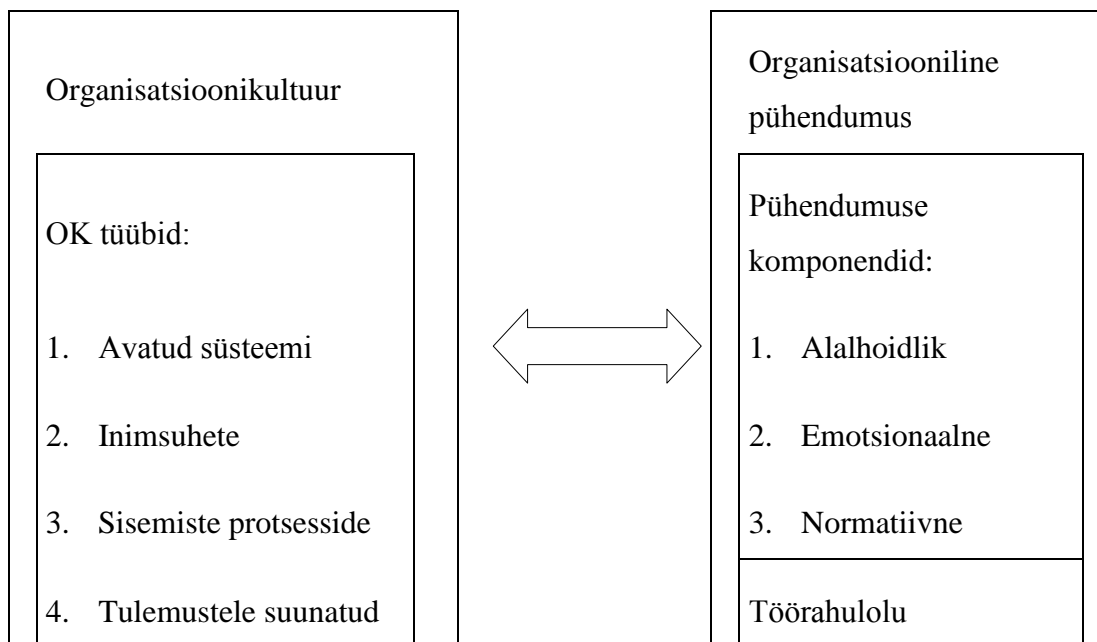 Organisatsioonikultuur
OK tüübid:
1. Avatud süsteemi
2. Inimsuhete
3. Sisemiste protsesside
4. Tulemustele suunatud
Organisatsiooniline
pühendumus
Pühendumuse
komponendid:
1. Alalhoidlik
2. Emotsionaalne
3. Normatiivne
Töörahulolu